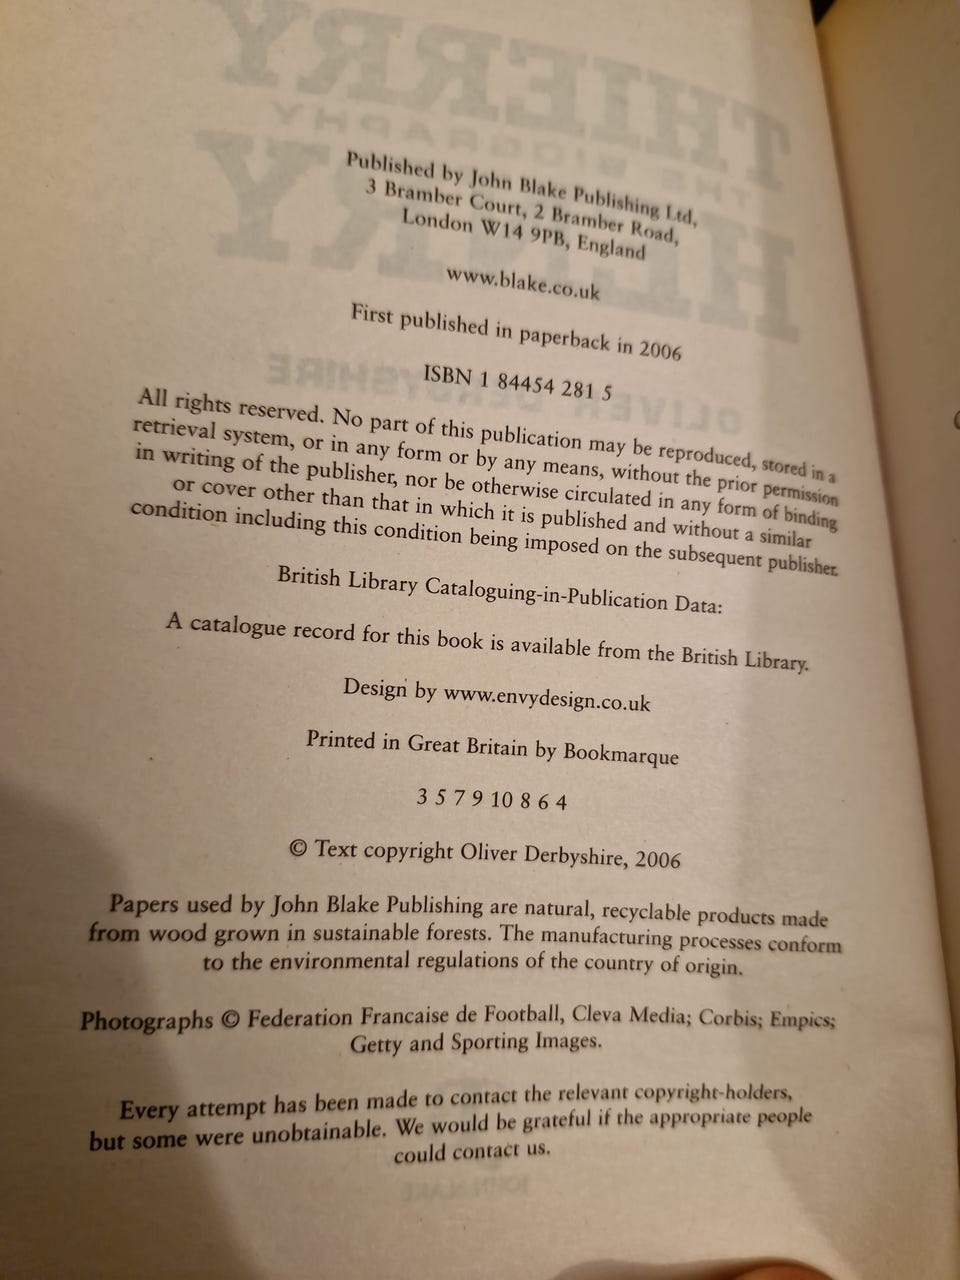 Published by John Blake Publishing Ltd,
3 Bramber Court, 2 Bramber Road,
London W14 9PB, England
www.blake.co.uk
First published in paperback in 2006
ISBN 1 84454 281 5
All rights reserved. No part of this publication may be reproduced, stored in a
retrieval system, or in any form or by any means, without the prior permission
in writing of the publisher, nor be otherwise circulated in any form of binding
or cover other than that in which it is published and without a similar
condition including this condition being imposed on the subsequent publisher.
British Library Cataloguing-in-Publication Data:
A catalogue record for this book is available from the British Library.
Design by www.envydesign.co.uk
Printed in Great Britain by Bookmarque
3 5 7 9 10 8 6 4
© Text copyright Oliver Derbyshire, 2006
Papers used by John Blake Publishing are natural, recyclable products made
from wood grown in sustainable forests. The manufacturing processes conform
to the environmental regulations of the country of origin.
Photographs © Federation Francaise de Football, Cleva Media; Corbis; Empics;
Getty and Sporting Images.
Every attempt has been made to contact the relevant copyright-holders,
but some were unobtainable. We would be grateful if the appropriate people
could contact us.
THIERRY
THE BIOGRAPHY
HENRY
OLIVER DERBYSHIRE
JOHN BLAKE